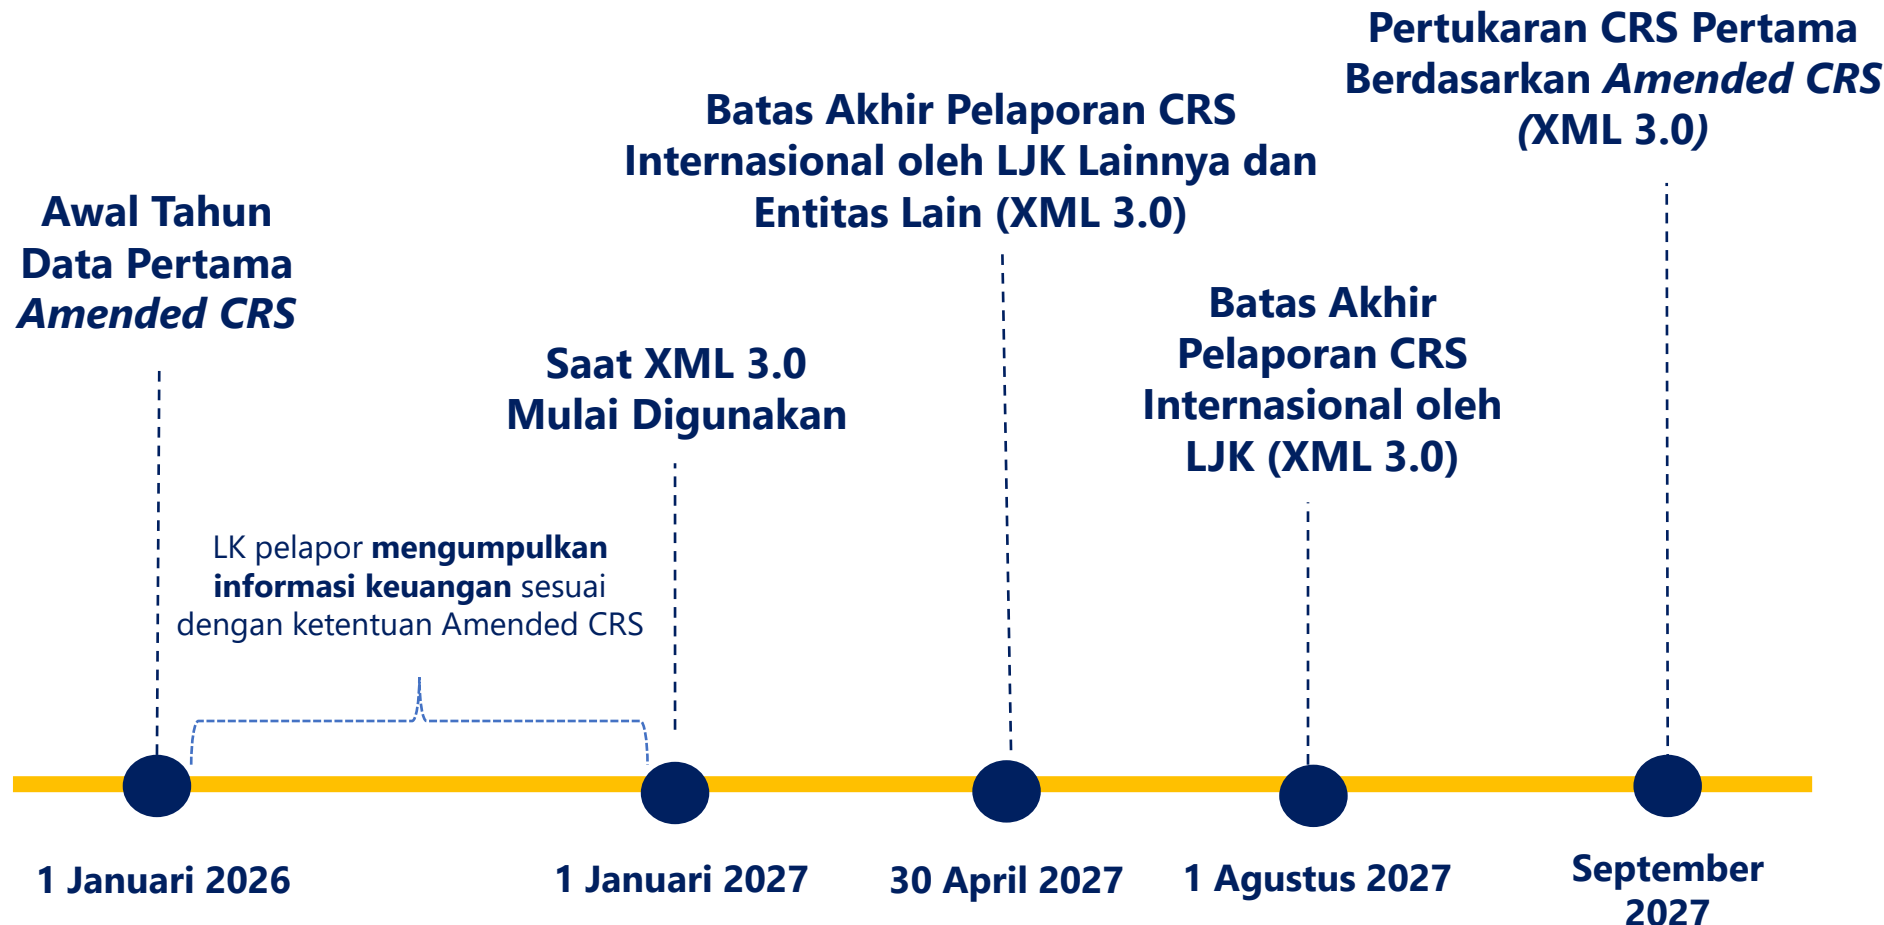 Awal Tahun
Data Pertama
Amended CRS
Saat XML 3.0
Mulai Digunakan
Batas Akhir Pelaporan CRS
Internasional oleh LJK Lainnya dan
Entitas Lain (XML 3.0)
Batas Akhir
Pelaporan CRS
Internasional oleh
LJK (XML 3.0)
Pertukaran CRS Pertama
Berdasarkan Amended CRS
(XML 3.0)
LK pelapor mengumpulkan
informasi keuangan sesuai
dengan ketentuan Amended CRS
1 Januari 2026
1 Januari 2027
30 April 2027
1 Agustus 2027
September
2027